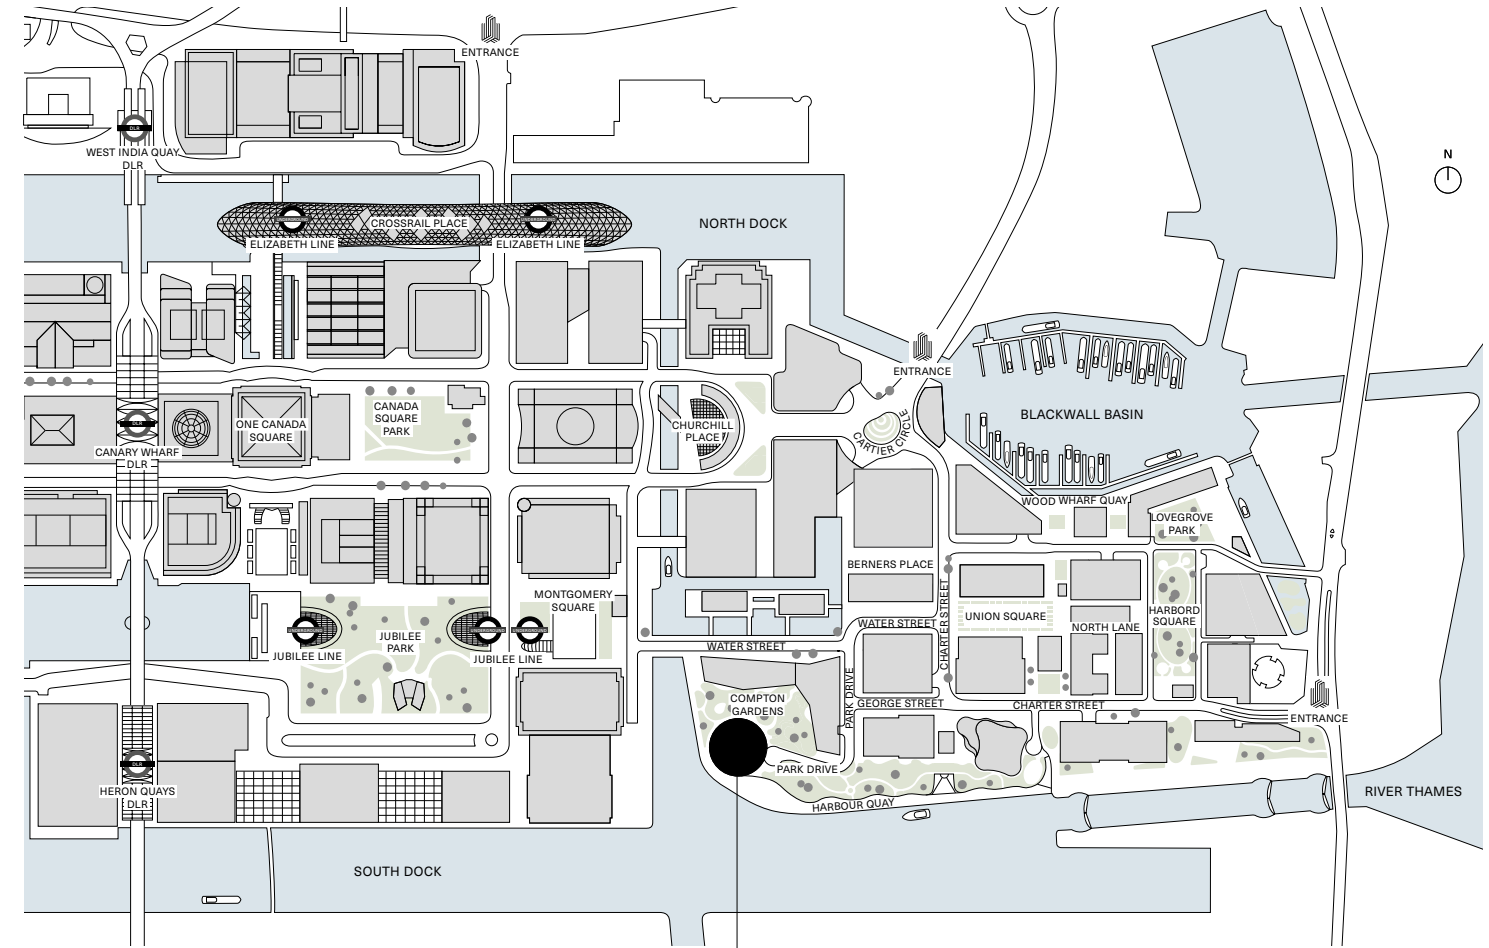 ENTRANCE
N
DLR
WEST INDIA QUAY
DLR
CROSSRAIL PLACE
NORTH DOCK
ELIZABETH LINE
ELIZABETH LINE
ENTRANCE
DLR
CANARY WHARF
DLR
ONE CANADA
SQUARE
CANADA
SQUARE
PARK
CHURCHILL
PLACE
CARTIER CIRCLE
BLACKWALL BASIN
WOOD WHARF QUAY
LOVEGROVE
PARK
BERNERS PLACE
MONTGOMERY
SQUARE
CHARTER STREET
UNION SQUARE
NORTH LANE
HARBORD
SQUARE
WATER STREET
WATER STREET
JUBILEE
PARK
JUBILEE LINE
JUBILEE LINE
PARK DRIVE
COMPTON
GARDENS
GEORGE STREET
CHARTER STREET
ENTRANCE
DLR
HERON QUAYS
DLR
PARK DRIVE
HARBOUR QUAY
RIVER THAMES
SOUTH DOCK